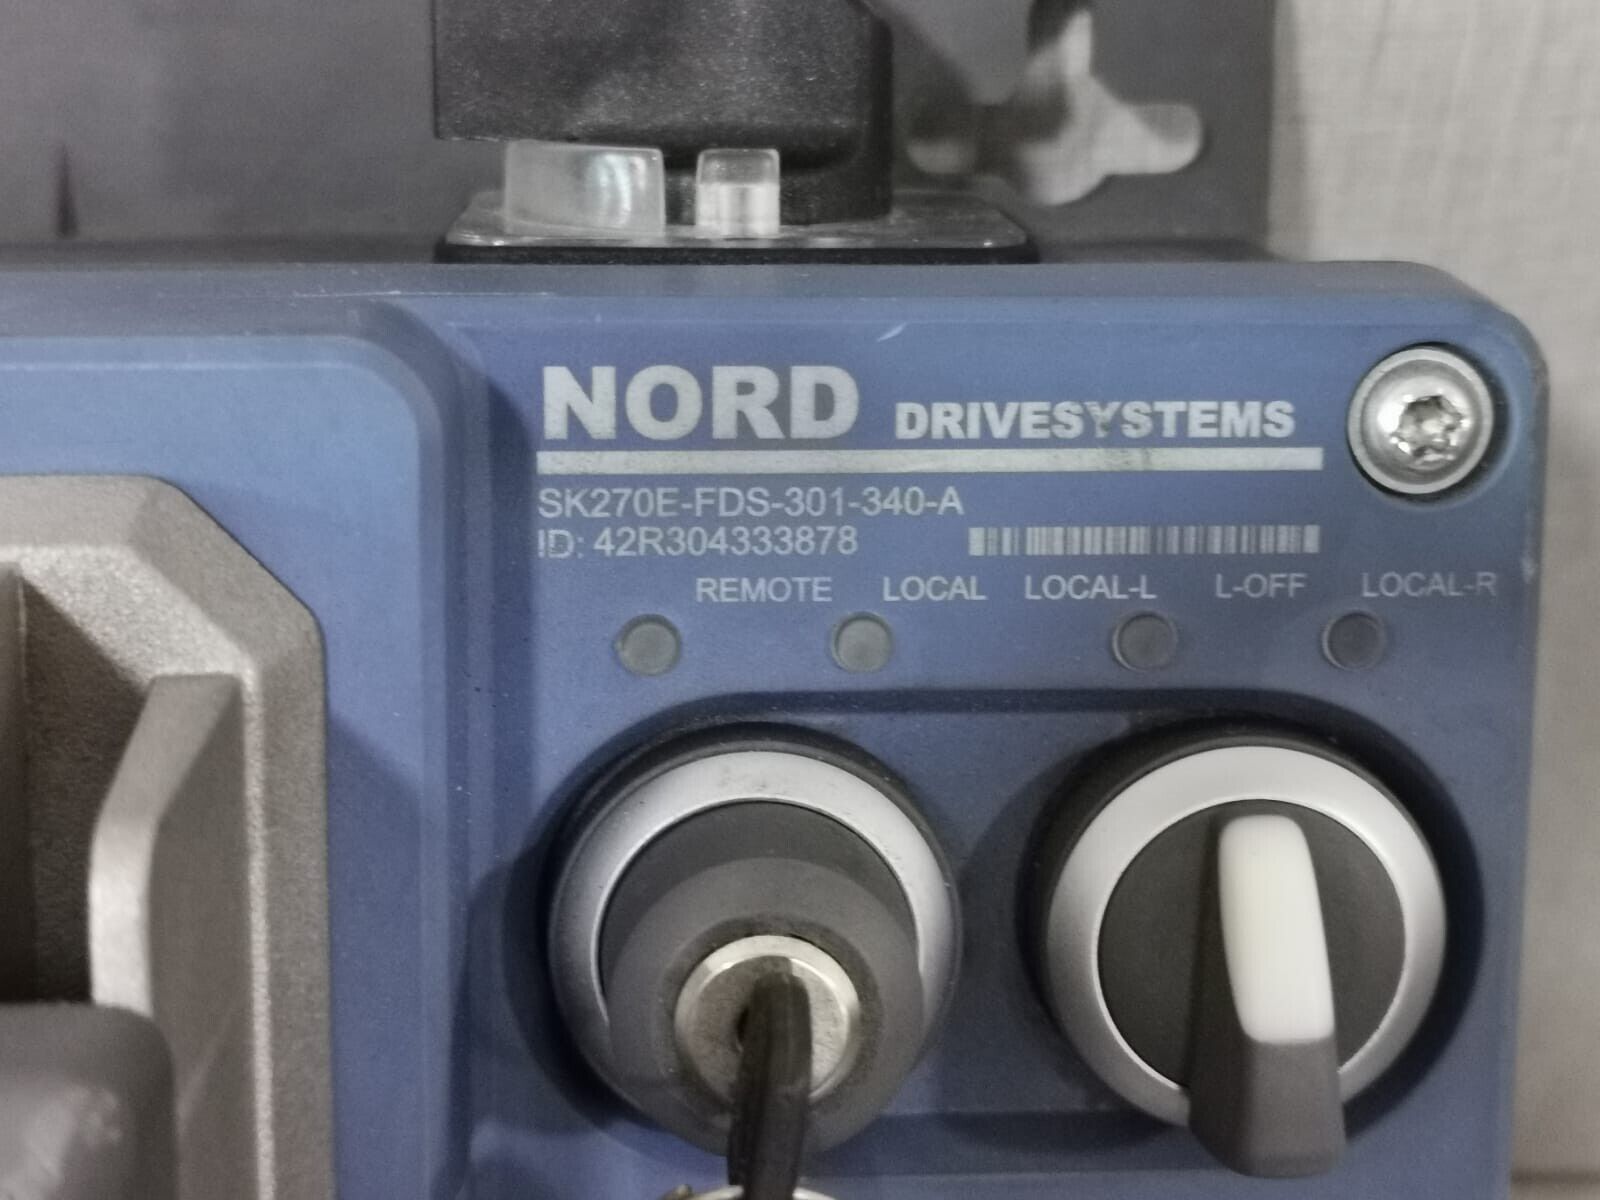 NORD DRIVESYSTEMS
SK270E-FDS-301-340-A
ID: 42R304333878
REMOTE LOCAL LOCAL-L L-OFF LOCAL-R